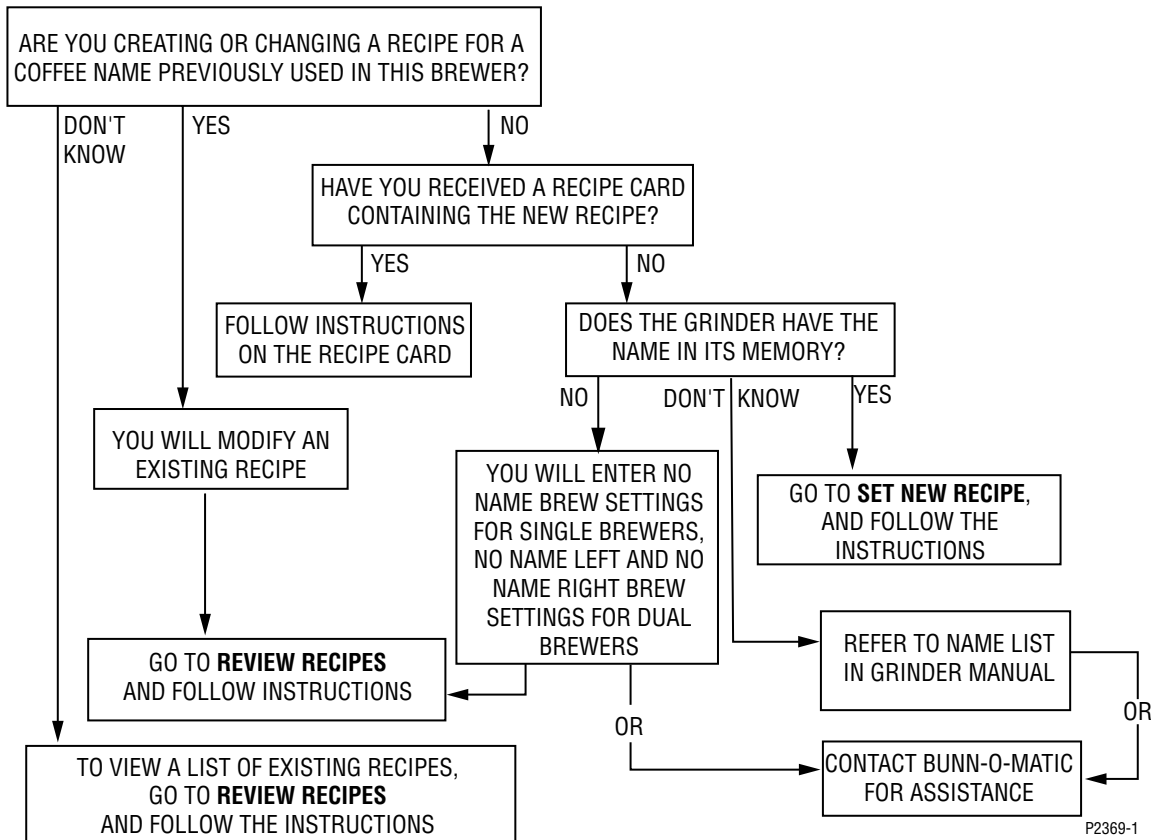 ARE YOU CREATING OR CHANGING A RECIPE FOR A
COFFEE NAME PREVIOUSLY USED IN THIS BREWER?
DON'T
KNOW
YES
NO
HAVE YOU RECEIVED A RECIPE CARD
CONTAINING THE NEW RECIPE?
YES
NO
FOLLOW INSTRUCTIONS
ON THE RECIPE CARD
DOES THE GRINDER HAVE THE
NAME IN ITS MEMORY?
NO
DON'T KNOW
YES
YOU WILL MODIFY AN
EXISTING RECIPE
YOU WILL ENTER NO
NAME BREW SETTINGS
FOR SINGLE BREWERS,
NO NAME LEFT AND NO
NAME RIGHT BREW
SETTINGS FOR DUAL
BREWERS
GO TO SET NEW RECIPE,
AND FOLLOW THE
INSTRUCTIONS
GO TO REVIEW RECIPES
AND FOLLOW INSTRUCTIONS
REFER TO NAME LIST
IN GRINDER MANUAL
OR
OR
TO VIEW A LIST OF EXISTING RECIPES,
GO TO REVIEW RECIPES
AND FOLLOW THE INSTRUCTIONS
CONTACT BUNN-O-MATIC
FOR ASSISTANCE
P2369-1